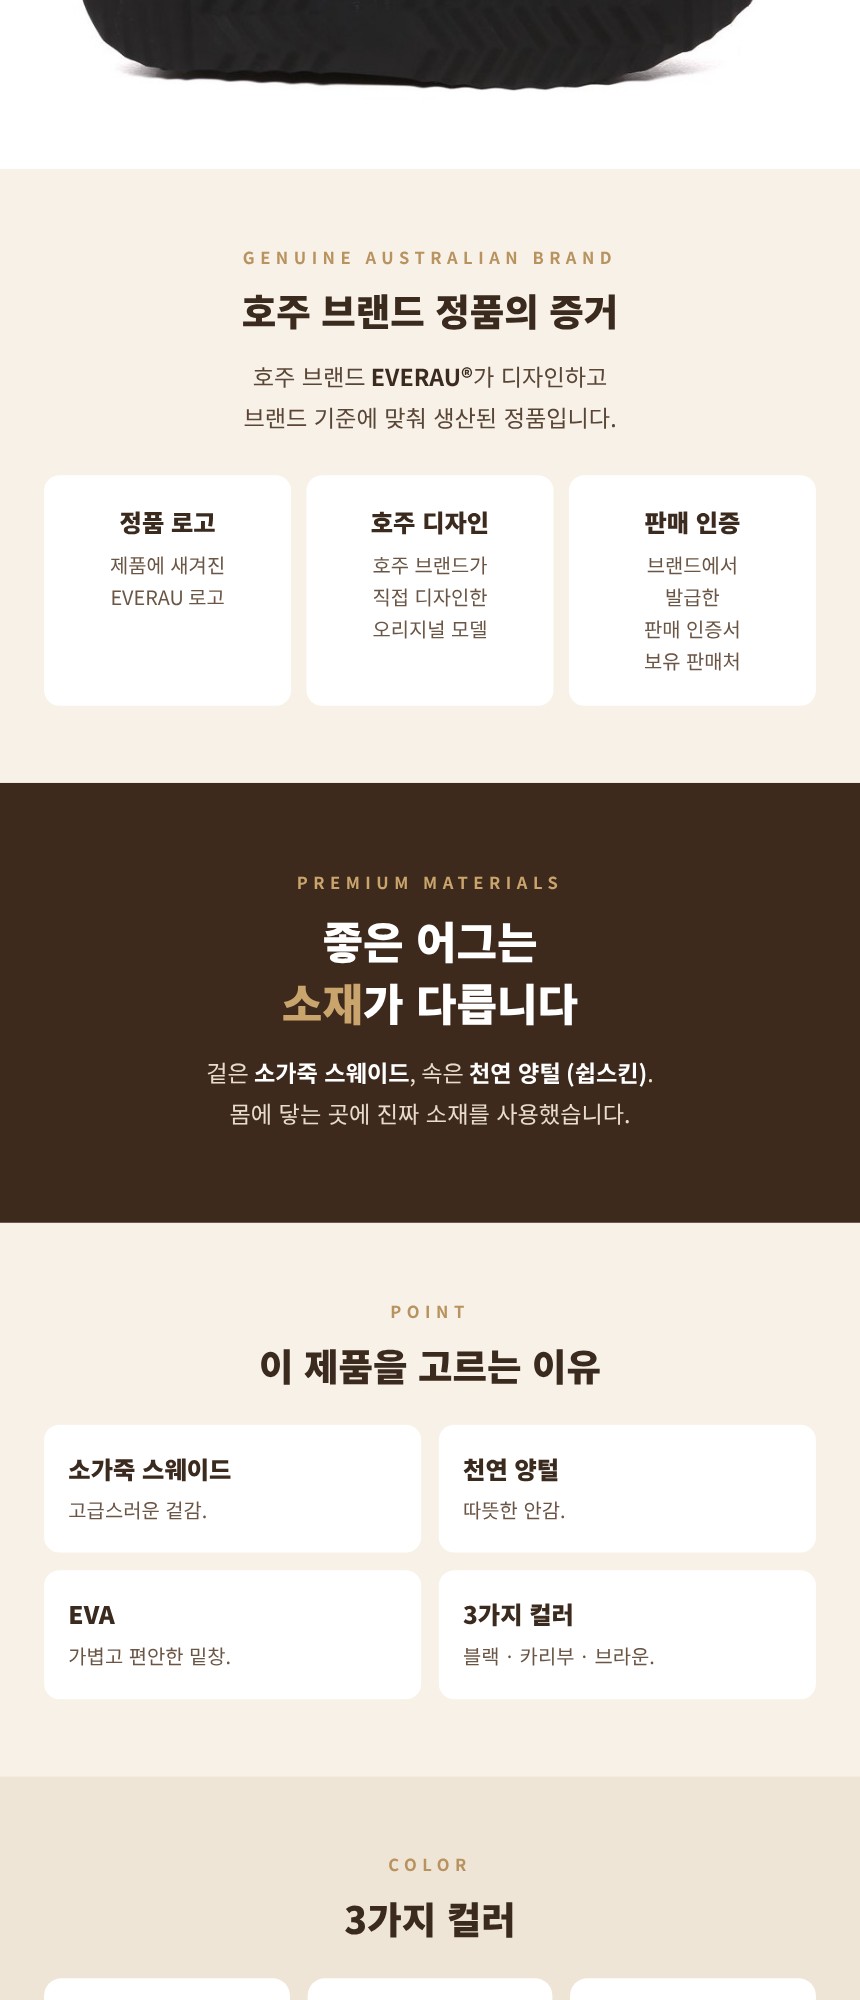 GENUINE AUSTRALIAN BRAND
호주 브랜드 정품의 증거
호주 브랜드 EVERAU®가 디자인하고
브랜드 기준에 맞춰 생산된 정품입니다.
정품 로고
제품에 새겨진
EVERAU 로고
호주 디자인
호주 브랜드가
직접 디자인한
오리지널 모델
판매 인증
브랜드에서
발급한
판매 인증서
보유 판매처
PREMIUM MATERIALS
좋은 어그는
소재가 다릅니다
겉은 소가죽 스웨이드, 속은 천연 양털 (쉽스킨).
몸에 닿는 곳에 진짜 소재를 사용했습니다.
POINT
이 제품을 고르는 이유
소가죽 스웨이드
고급스러운 겉감.
천연 양털
따뜻한 안감.
EVA
가볍고 편안한 밑창.
3가지 컬러
블랙 · 카리부 · 브라운.
COLOR
3가지 컬러